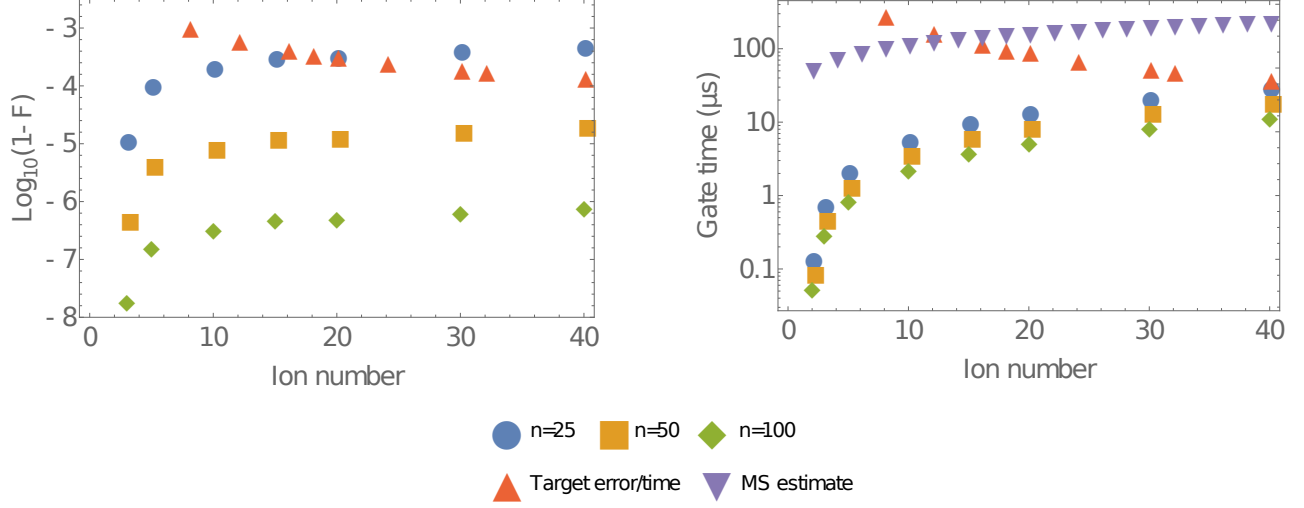 - 3
- 4
- 5
- 6
- 7
- 8
Log10(1- F)
0 10 20 30 40
Ion number
100
10
1
0.1
Gate time (µs)
0 10 20 30 40
Ion number
n=25 n=50 n=100
Target error/time MS estimate